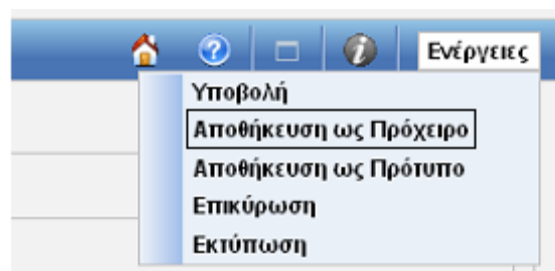 Ενέργειες
Υποβολή
Αποθήκευση ως Πρόχειρο
Αποθήκευση ως Πρότυπο
Επικύρωση
Εκτύπωση